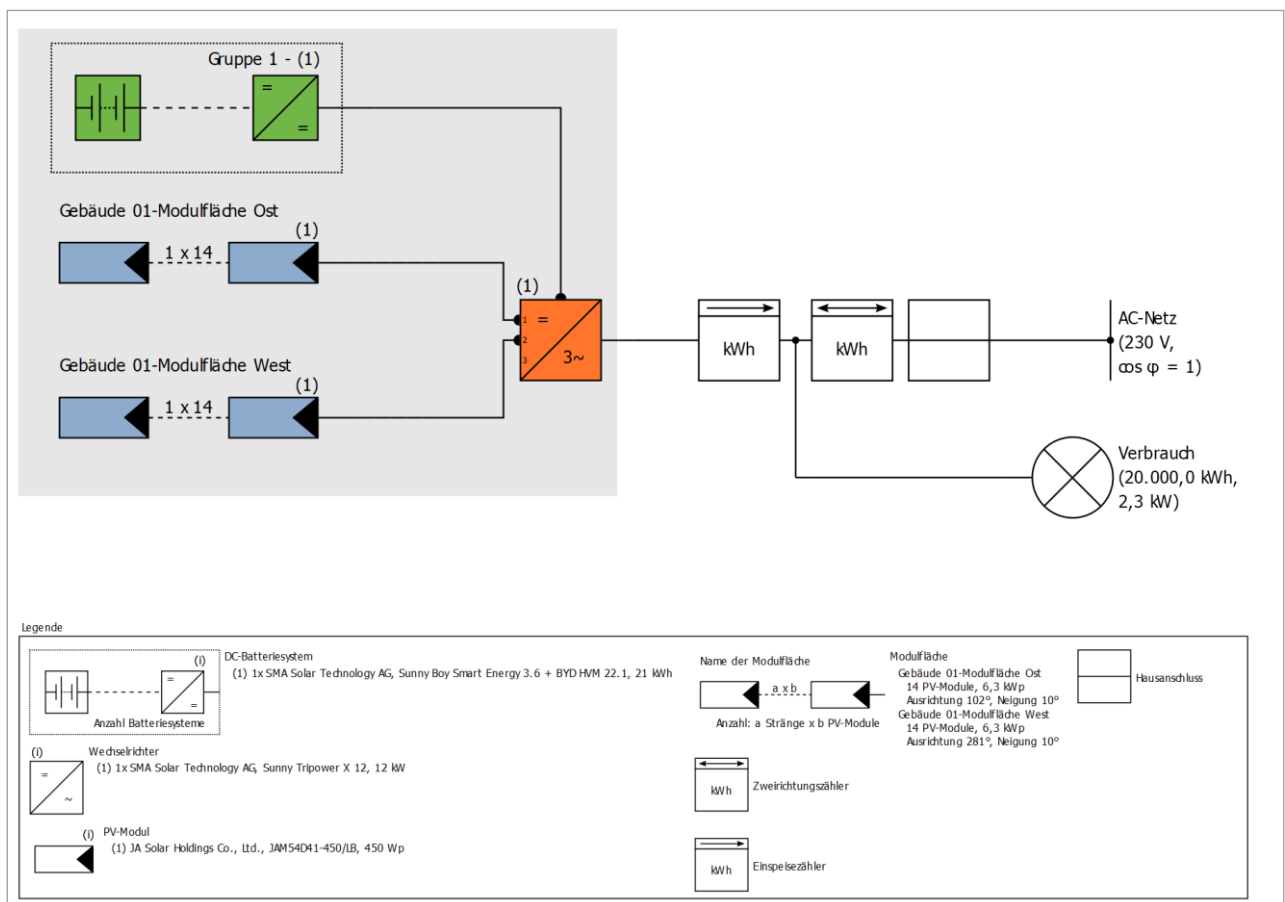 Gruppe 1 - (1)
=
=
Gebäude 01-Modulfläche Ost
(1)
1 x 14
(1)
1
2
3
=
3~
kWh
kWh
AC-Netz
(230 V,
cos φ = 1)
Gebäude 01-Modulfläche West
(1)
1 x 14
Verbrauch
(20.000,0 kWh,
2,3 kW)
Legende
(i)
=
=
Anzahl Batteriesysteme
DC-Batteriesystem
(1) 1x SMA Solar Technology AG, Sunny Boy Smart Energy 3.6 + BYD HVM 22.1, 21 kWh
(i)
=
~
Wechselrichter
(1) 1x SMA Solar Technology AG, Sunny Tripower X 12, 12 kW
(i)
PV-Modul
(1) JA Solar Holdings Co., Ltd., JAM54D41-450/LB, 450 Wp
Name der Modulfläche
a x b
Anzahl: a Stränge x b PV-Module
Modulfläche
Gebäude 01-Modulfläche Ost
14 PV-Module, 6,3 kWp
Ausrichtung 102°, Neigung 10°
Gebäude 01-Modulfläche West
14 PV-Module, 6,3 kWp
Ausrichtung 281°, Neigung 10°
Hausanschluss
kWh
Zweirichtungszähler
kWh
Einspeisezähler